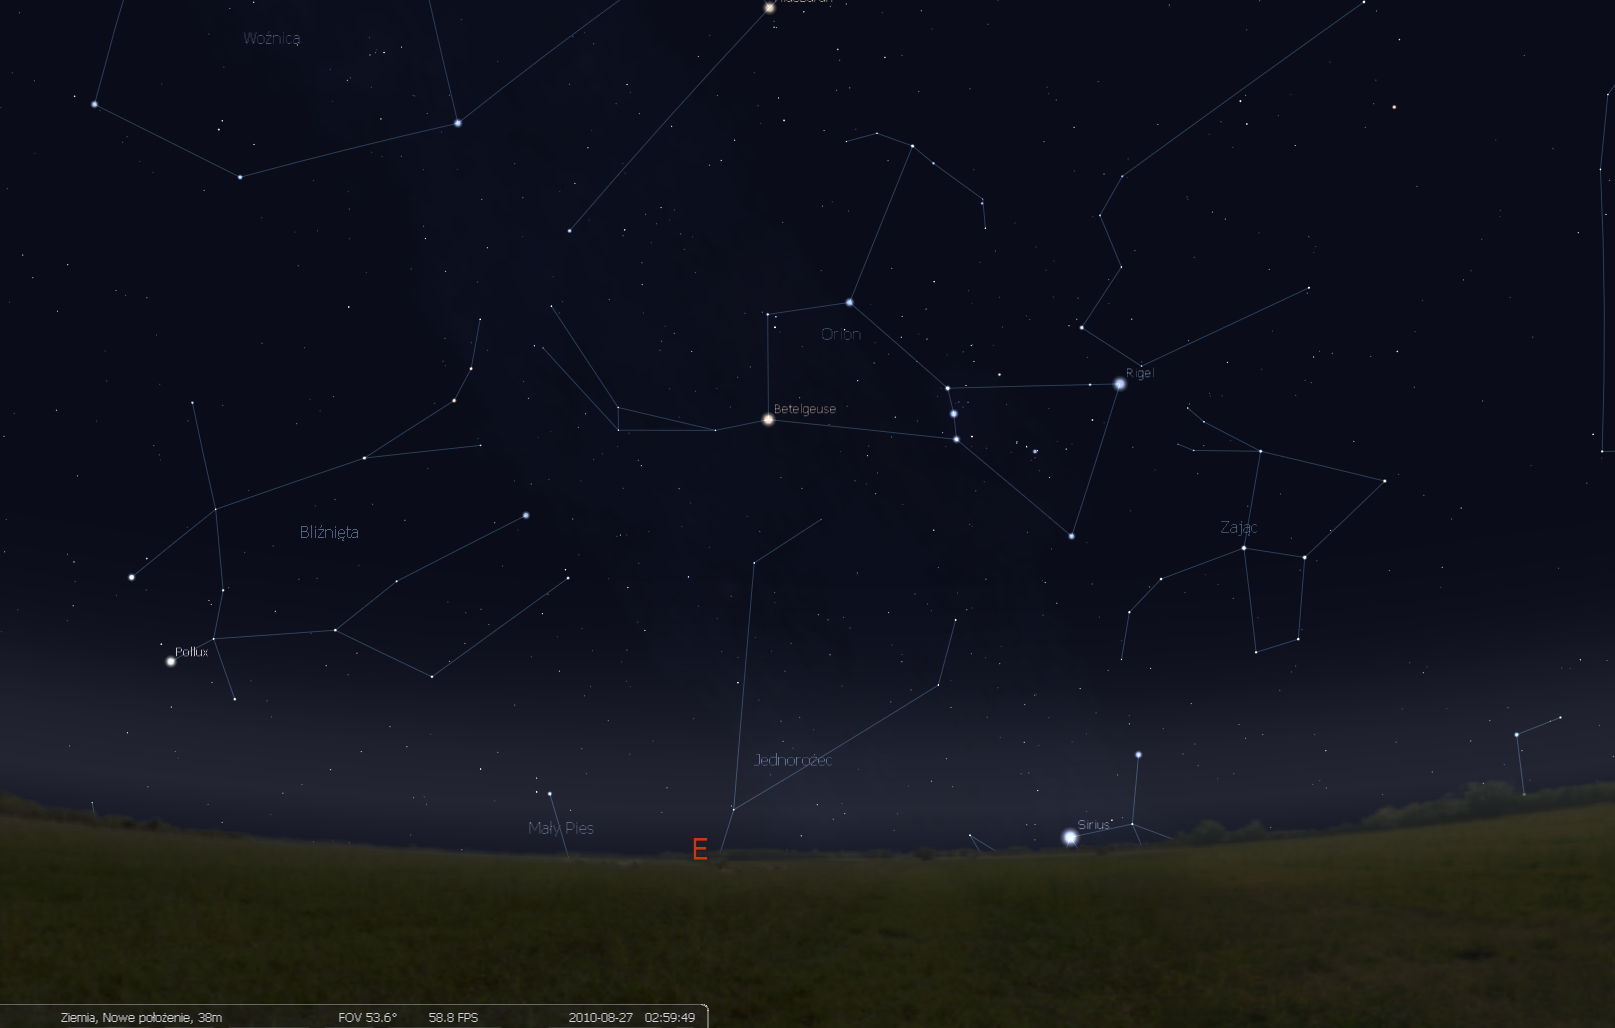 Woźnica
Orion
Rigel
Betelgeuse
Zając
Bliźnięta
Pollux
Jednorożec
Mały Pies
Sirius
E
Ziemia, Nowe położenie, 38m FOV 53.6° 58.8 FPS 2010-08-27 02:59:49